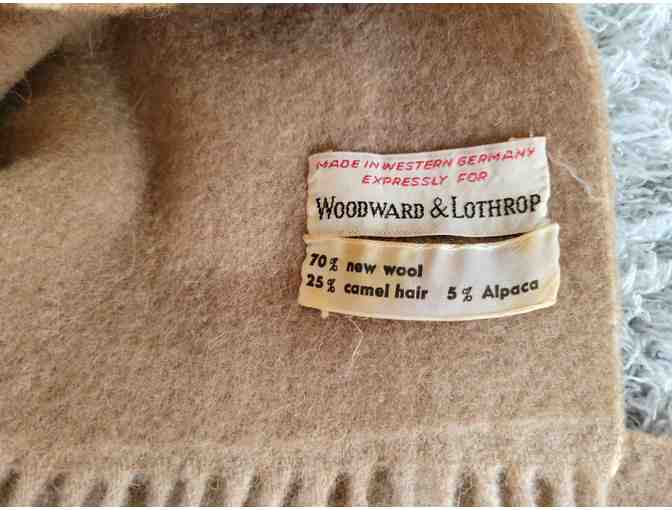 MADE IN WESTERN GERMANY
EXPRESSLY FOR
WOODWARD & LOTHROP
70% new wool
25% camel hair 5% Alpaca